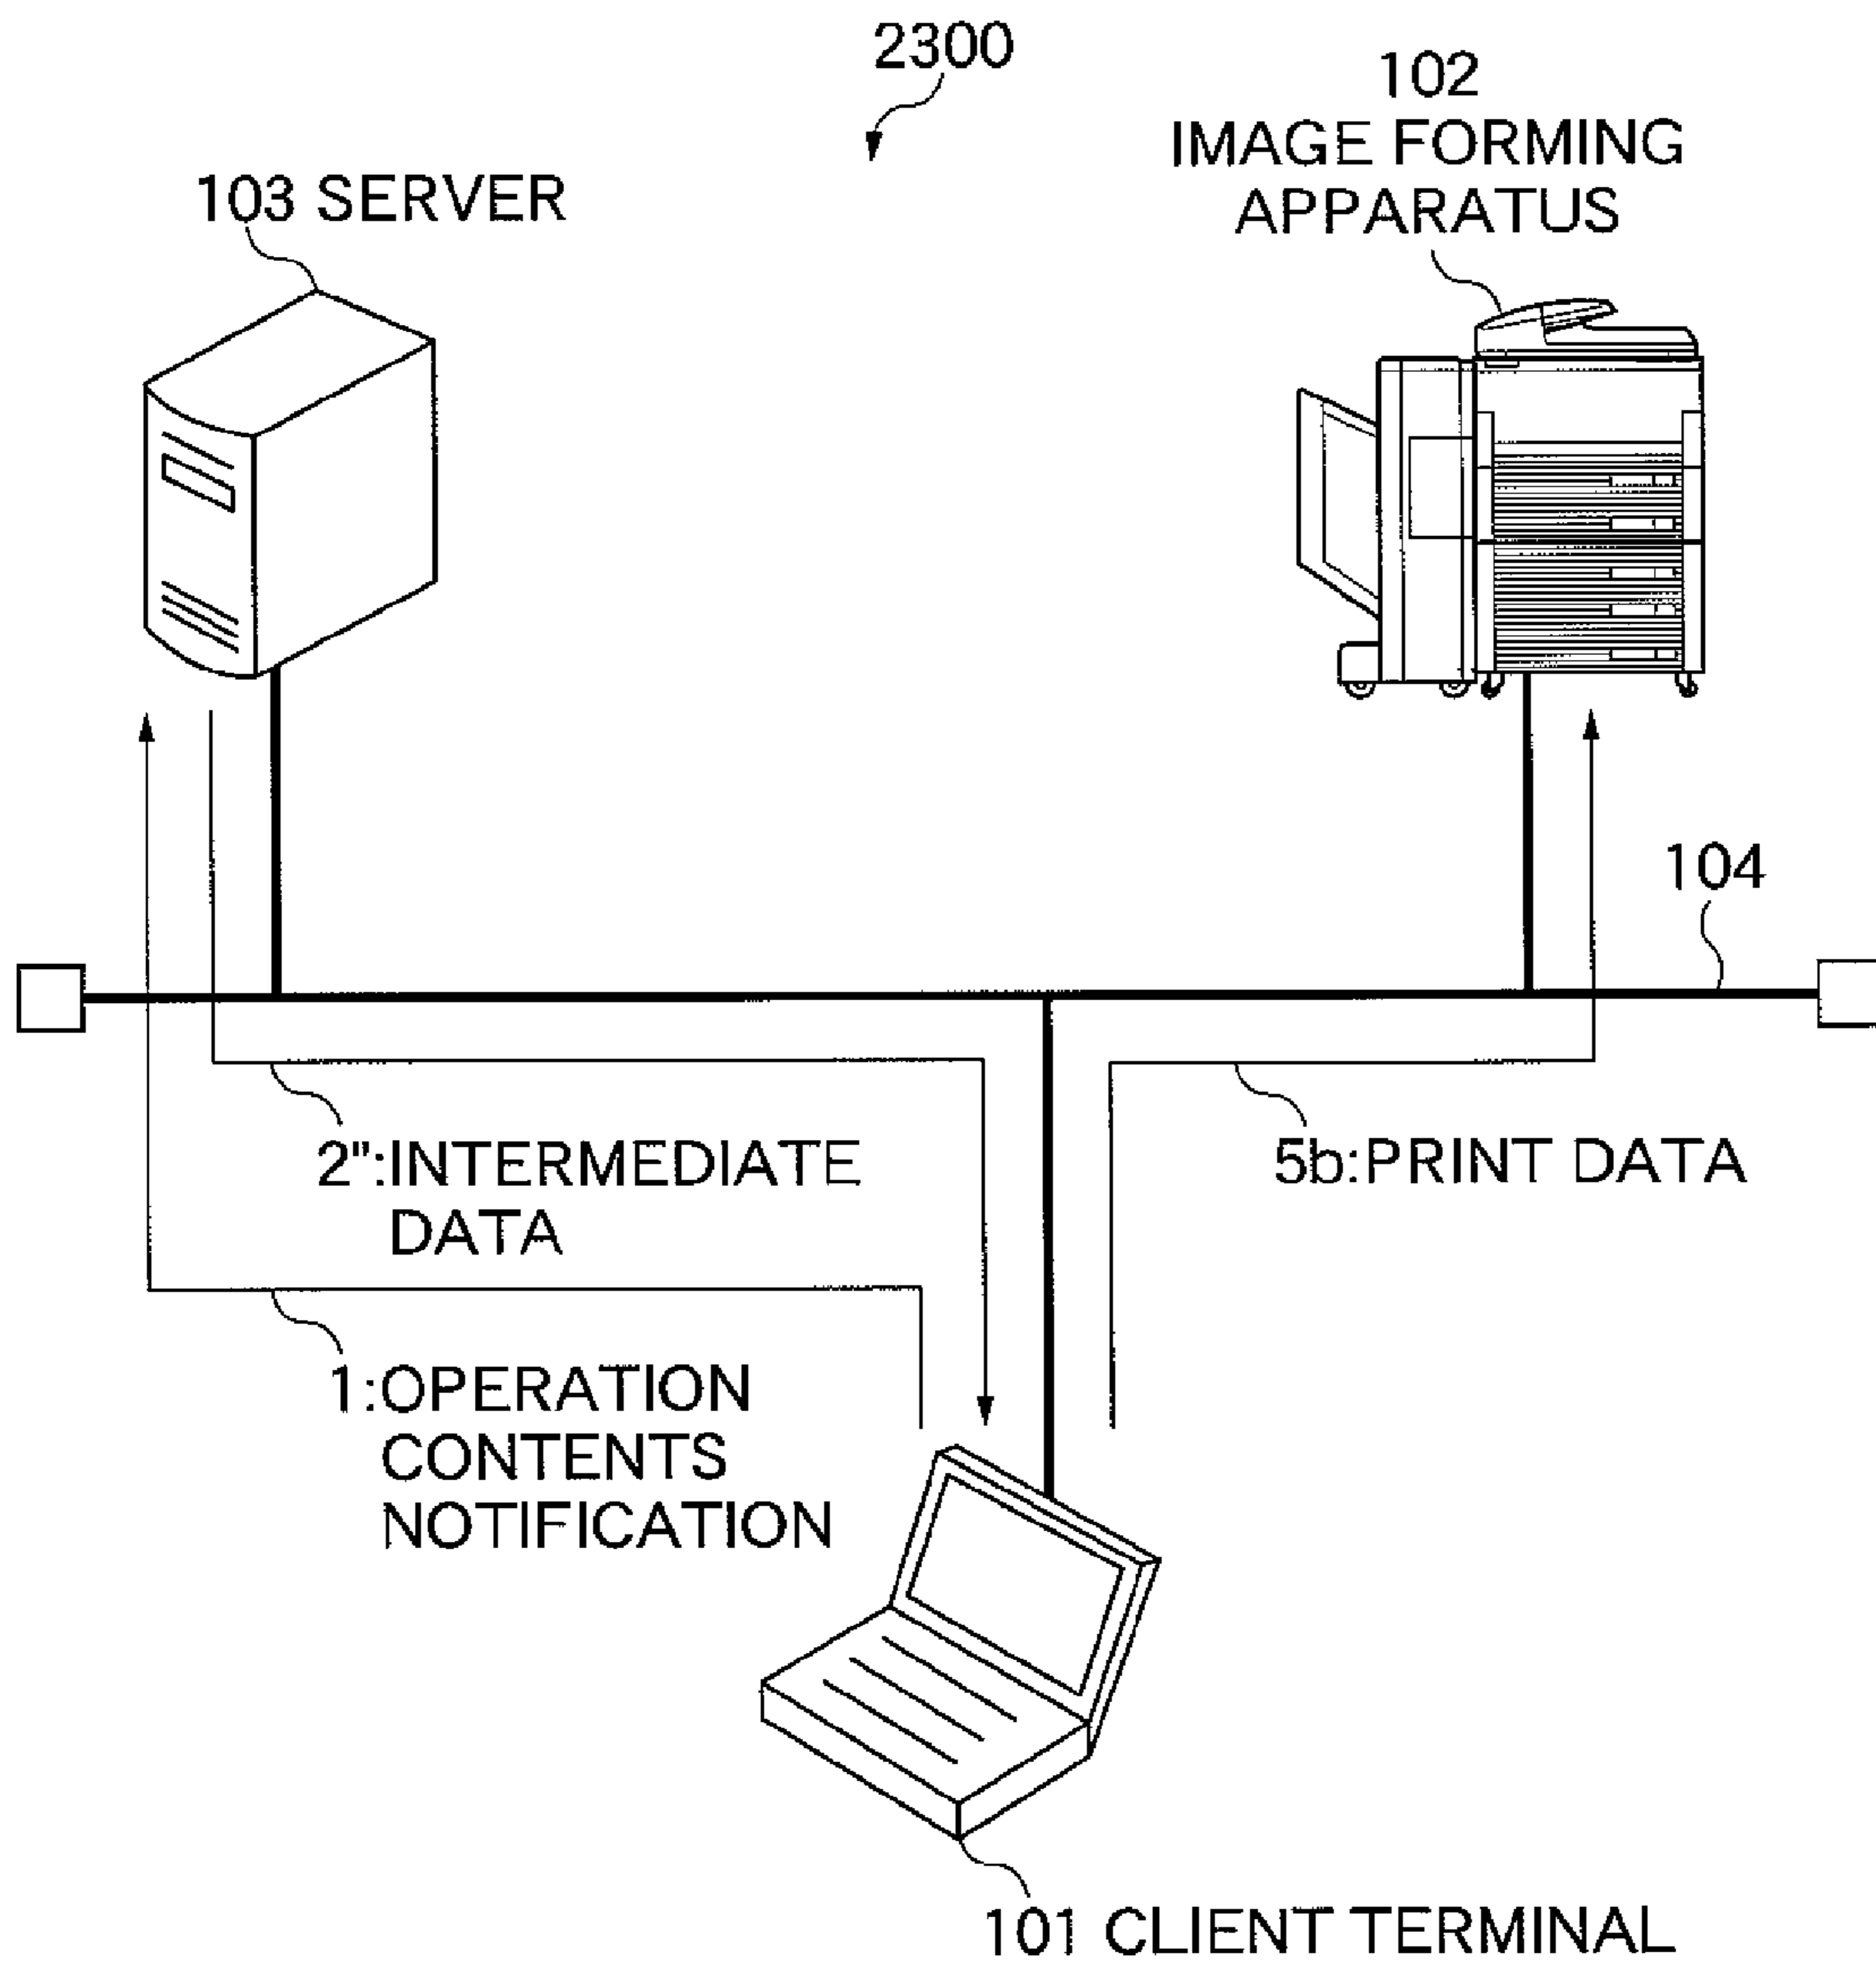 2300
102
IMAGE FORMING
APPARATUS
103 SERVER
104
2":INTERMEDIATE
DATA
5b:PRINT DATA
1:OPERATION
CONTENTS
NOTIFICATION
101 CLIENT TERMINAL